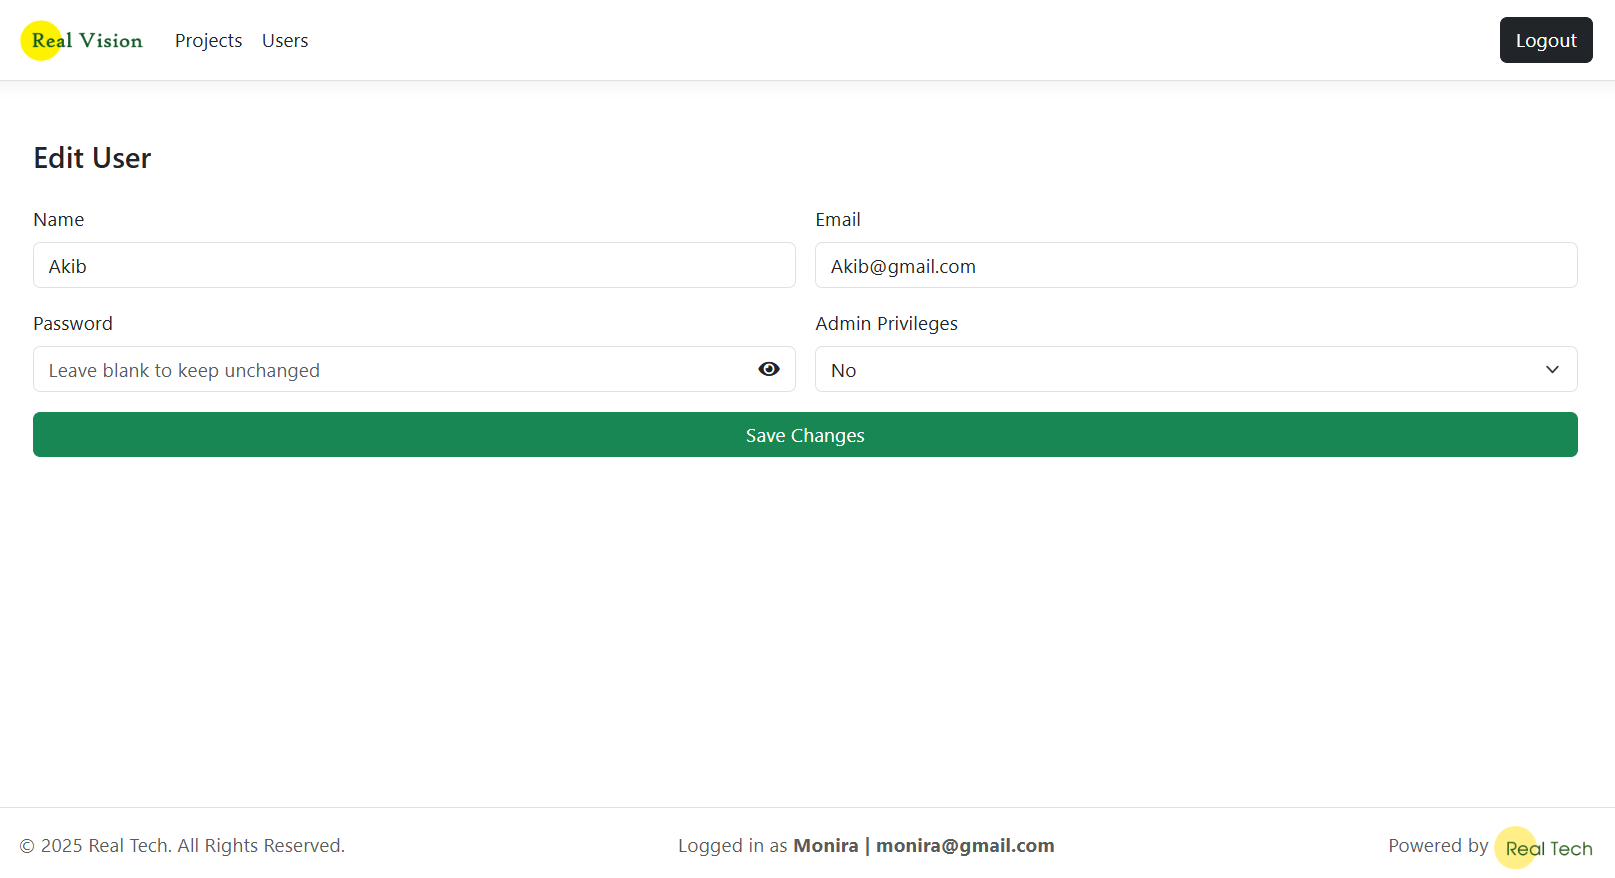 Real Vision Projects Users Logout
Edit User
Name Email
Akib Akib@gmail.com
Password Admin Privileges
Leave blank to keep unchanged No
Save Changes
© 2025 Real Tech. All Rights Reserved. Logged in as Monira | monira@gmail.com Powered by Real Tech